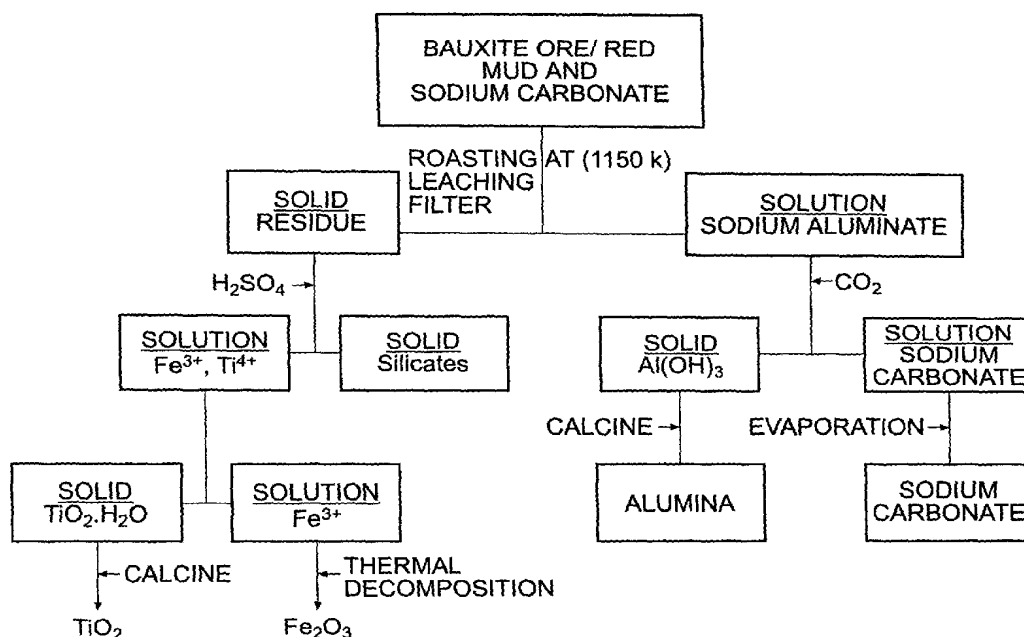 BAUXITE ORE/ RED
MUD AND
SODIUM CARBONATE
ROASTING AT (1150 k)
LEACHING
FILTER
SOLID
RESIDUE
SOLUTION
SODIUM ALUMINATE
H₂SO₄
CO₂
SOLUTION
Fe³⁺, Ti⁴⁺
SOLID
Silicates
SOLID
Al(OH)₃
SOLUTION
SODIUM
CARBONATE
CALCINE
EVAPORATION
SOLID
TiO₂.H₂O
SOLUTION
Fe³⁺
ALUMINA
SODIUM
CARBONATE
CALCINE
THERMAL
DECOMPOSITION
TiO₂
Fe₂O₃